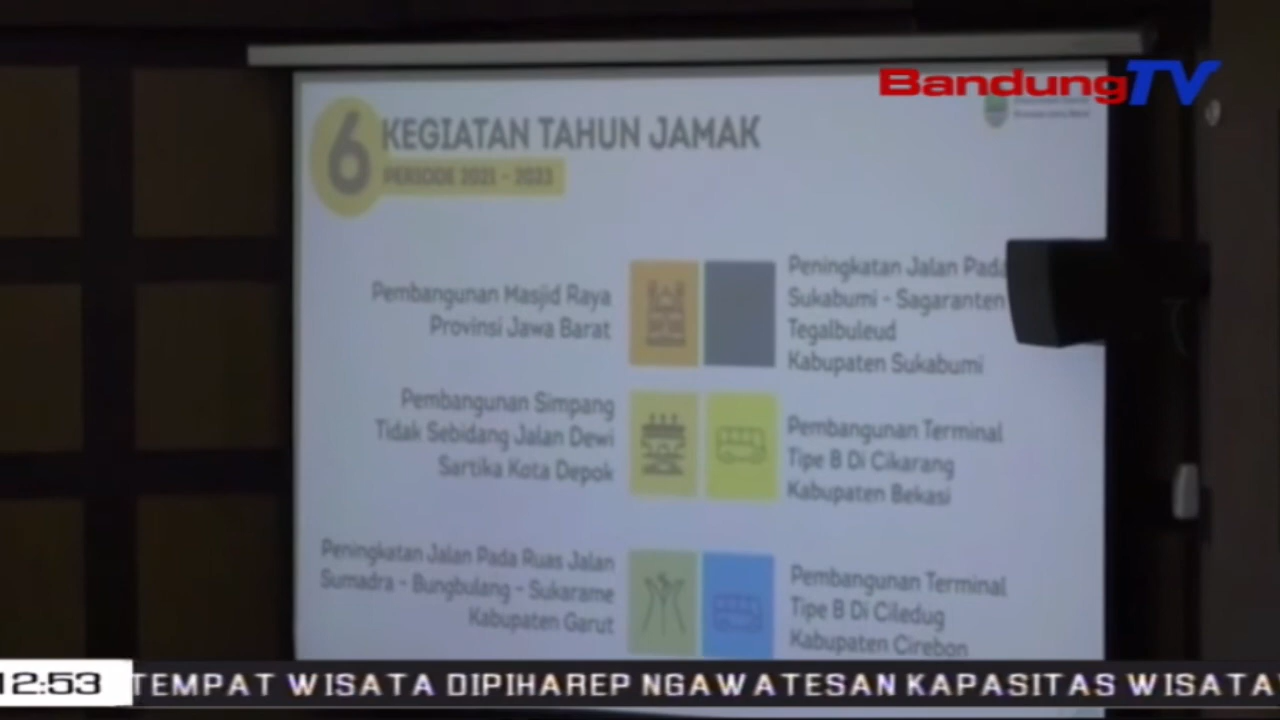 BandungTV
6 KEGIATAN TAHUN JAMAK
PERIODE 2021 - 2023
Pembangunan Masjid Raya
Provinsi Jawa Barat
Peningkatan Jalan Pada
Sukabumi - Sagaranten
Tegalbuleud
Kabupaten Sukabumi
Pembangunan Simpang
Tidak Sebidang Jalan Dewi
Sartika Kota Depok
Pembangunan Terminal
Tipe B Di Cikarang
Kabupaten Bekasi
Peningkatan Jalan Pada Ruas Jalan
Sumadra - Bungbulang - Sukarame
Kabupaten Garut
Pembangunan Terminal
Tipe B Di Ciledug
Kabupaten Cirebon
12:53 TEMPAT WISATA DIPIHAREP NGAWATESAN KAPASITAS WISATA